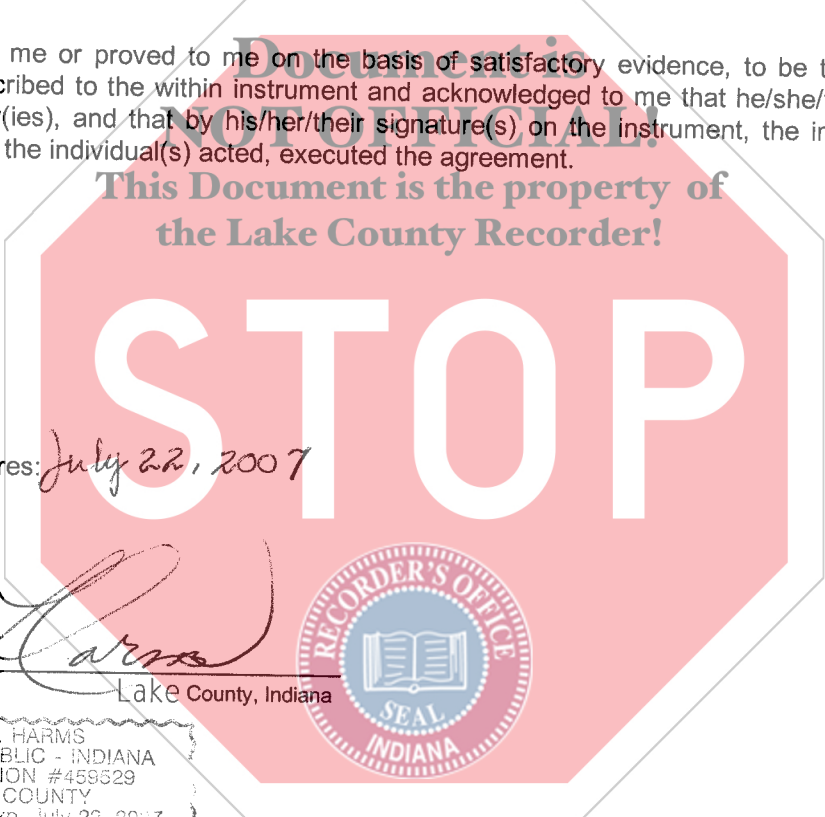 Document is
me or proved to me on the basis of satisfactory evidence, to be t
cribed to the within instrument and acknowledged to me that he/she/
NOT OFFICIAL!
(ies), and that by his/her/their signature(s) on the instrument, the in
the individual(s) acted, executed the agreement.
This Document is the property of
the Lake County Recorder!
STOP
res: July 22, 2007
Harms
Lake County, Indiana
RECORDER'S OFFICE
SEAL
INDIANA
. HARMS
BLIC - INDIANA
ION #459529
COUNTY
July 22, 2007